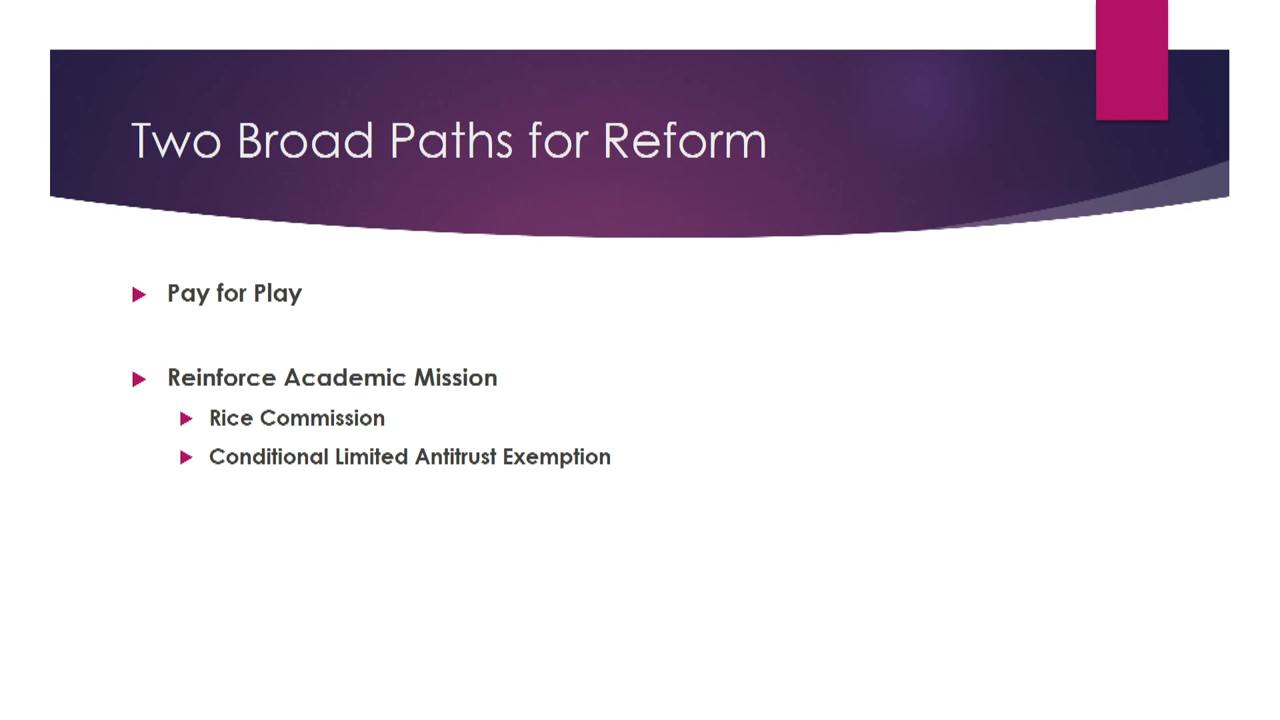 Two Broad Paths for Reform
Pay for Play
Reinforce Academic Mission
Rice Commission
Conditional Limited Antitrust Exemption